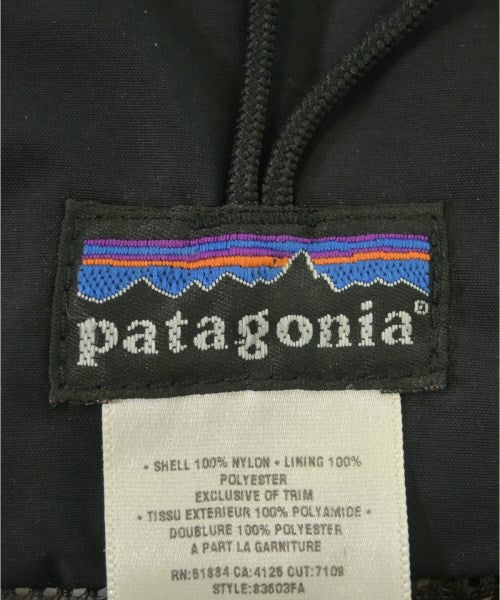 patagonia®
• SHELL 100% NYLON • LINING 100%
POLYESTER
EXCLUSIVE OF TRIM
• TISSU EXTERIEUR 100% POLYAMIDE •
DOUBLURE 100% POLYESTER
A PART LA GARNITURE
RN:51884 CA:4125 CUT:7109
STYLE:83603FA